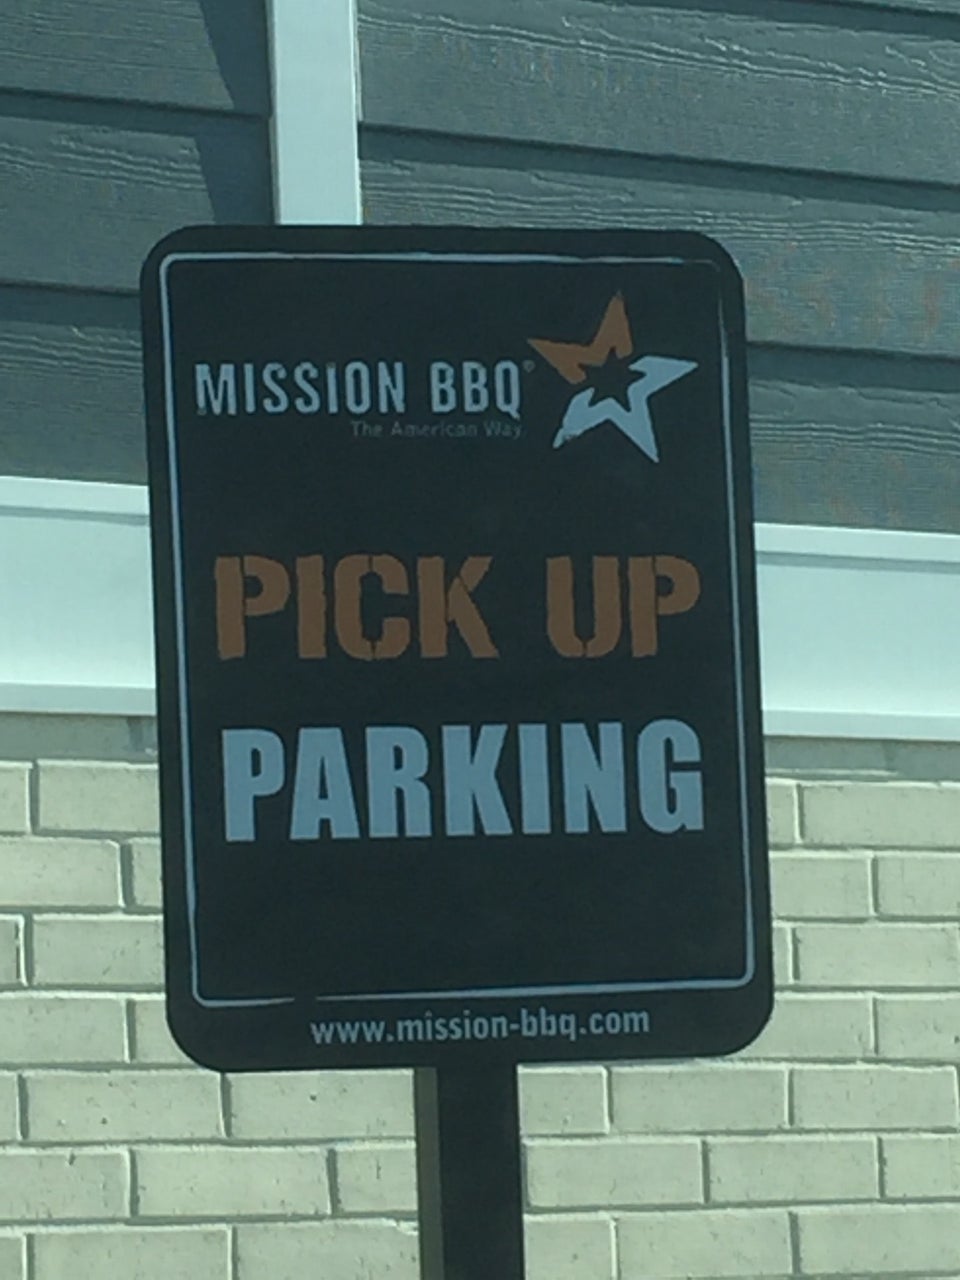 MISSION BBQ®
The American Way.
PICK UP
PARKING
www.mission-bbq.com